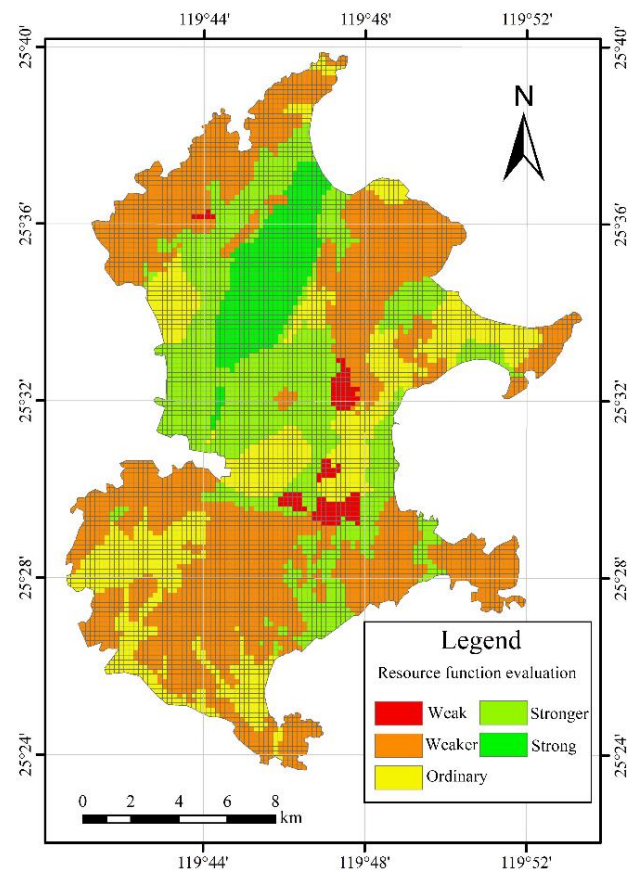 119°44' 119°48' 119°52'
25°40' 25°40'
N
25°36' 25°36'
25°32' 25°32'
25°28' 25°28'
Legend
Resource function evaluation
Weak Stronger
Weaker Strong
Ordinary
25°24' 25°24'
0 2 4 6 8
km
119°44' 119°48' 119°52'